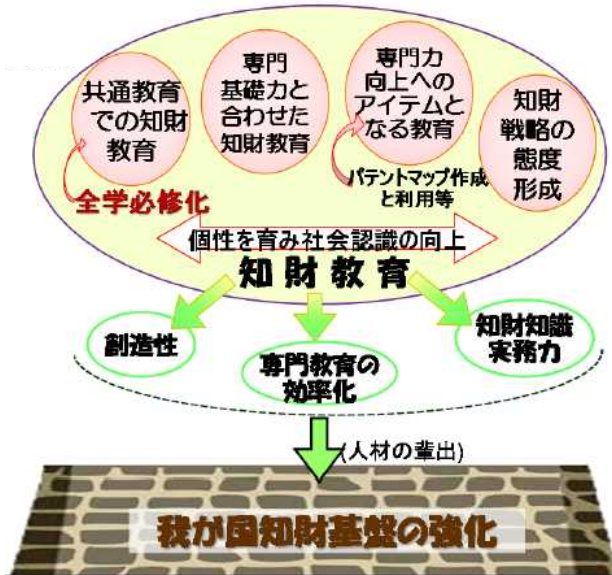 共通教育
での知財
教育
専門
基礎力と
合わせた
知財教育
専門力
向上への
アイテムと
なる教育
知財
戦略の
態度
形成
全学必修化
パテントマップ作成
と利用等
個性を育み社会認識の向上
知財教育
創造性
専門教育の
効率化
知財知識
実務力
(人材の輩出)
我が国知財基盤の強化